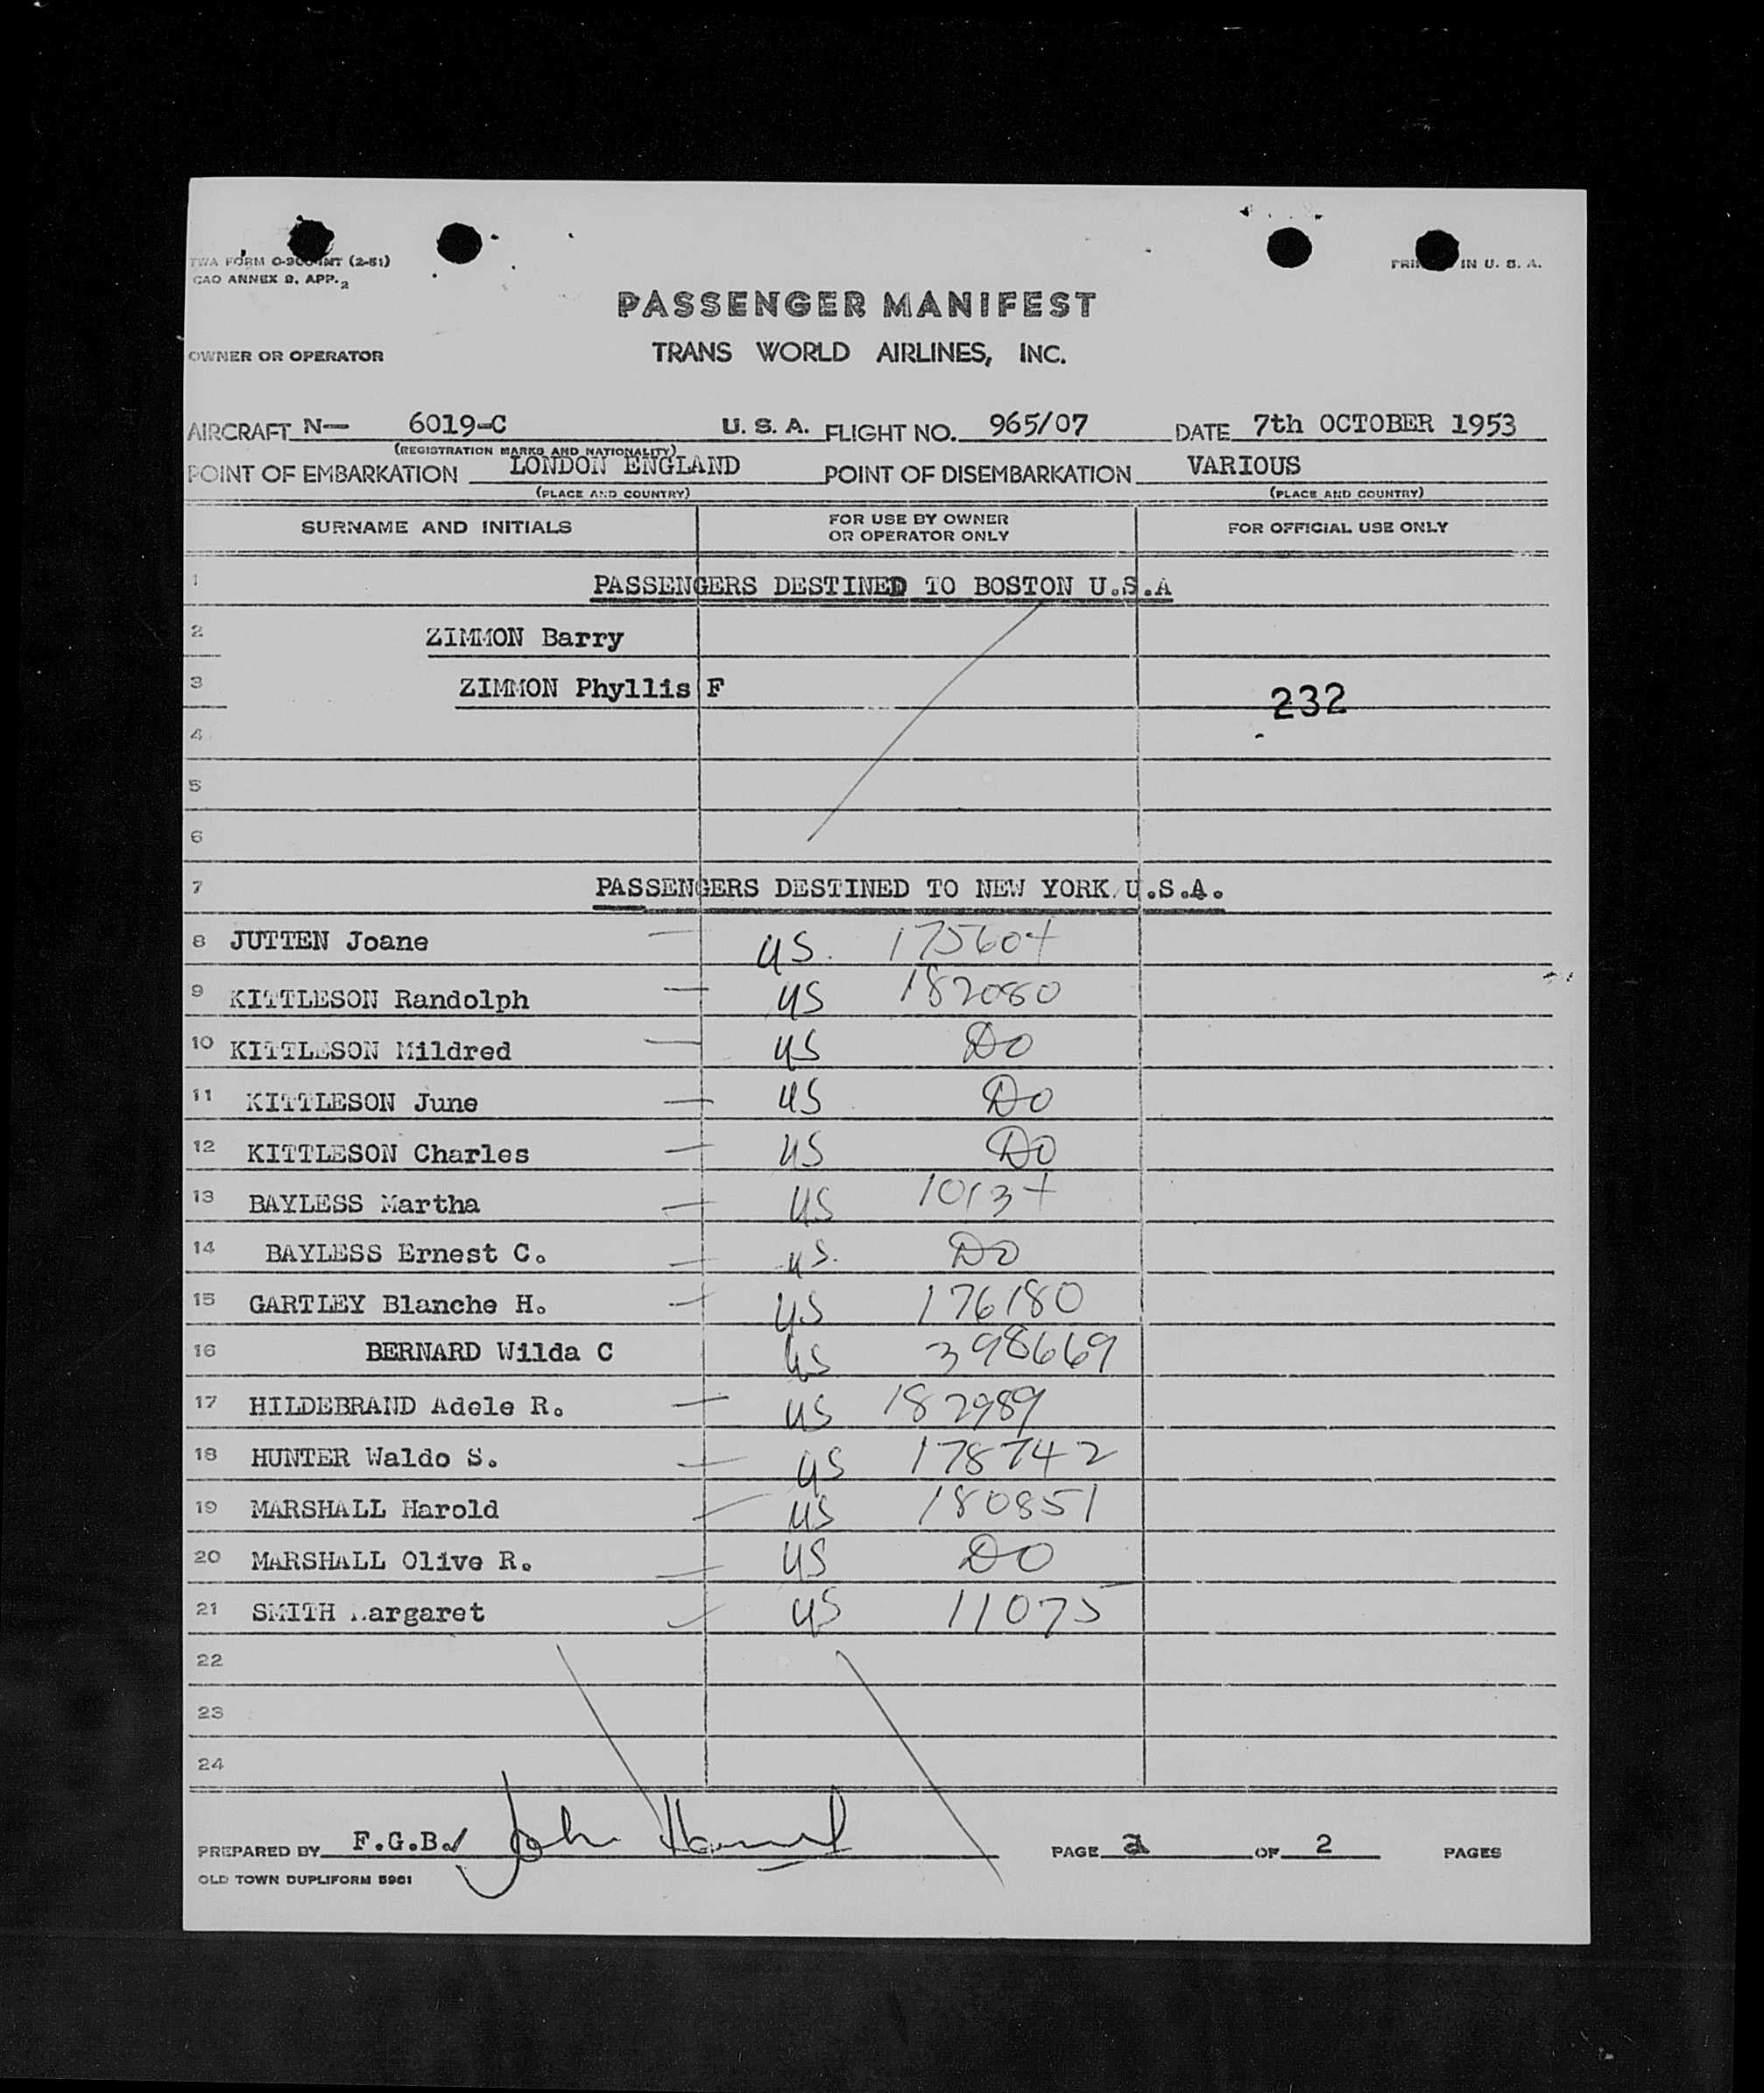 TWA FORM O-300-INT (2-51)
CAO ANNEX 9, APP. 2
PRINTED IN U. S. A.
PASSENGER MANIFEST
OWNER OR OPERATOR TRANS WORLD AIRLINES, INC.
AIRCRAFT N— 6019-C U. S. A. FLIGHT NO. 965/07 DATE 7th OCTOBER 1953
(REGISTRATION MARKS AND NATIONALITY)
POINT OF EMBARKATION LONDON ENGLAND POINT OF DISEMBARKATION VARIOUS
(PLACE AND COUNTRY) (PLACE AND COUNTRY)
SURNAME AND INITIALS FOR USE BY OWNER OR OPERATOR ONLY FOR OFFICIAL USE ONLY
1 PASSENGERS DESTINED TO BOSTON U.S.A
2 ZIMMON Barry
3 ZIMMON Phyllis F 232
4
5
6
7 PASSENGERS DESTINED TO NEW YORK U.S.A.
8 JUTTEN Joane US. 175604
9 KITTLESON Randolph US 182080
10 KITTLESON Mildred US DO
11 KITTLESON June US DO
12 KITTLESON Charles US DO
13 BAYLESS Martha US
14 BAYLESS Ernest C. US. DO
15 GARTLEY Blanche H. US 176180
16 BERNARD Wilda C US 398669
17 HILDEBRAND Adele R. US 182989
18 HUNTER Waldo S. US 178742
19 MARSHALL Harold US 180851
20 MARSHALL Olive R. US DO
21 SMITH Margaret US 11075
22
23
24
PREPARED BY F.G.B. John PAGE 2 OF 2 PAGES
OLD TOWN DUPLIFORM 5961